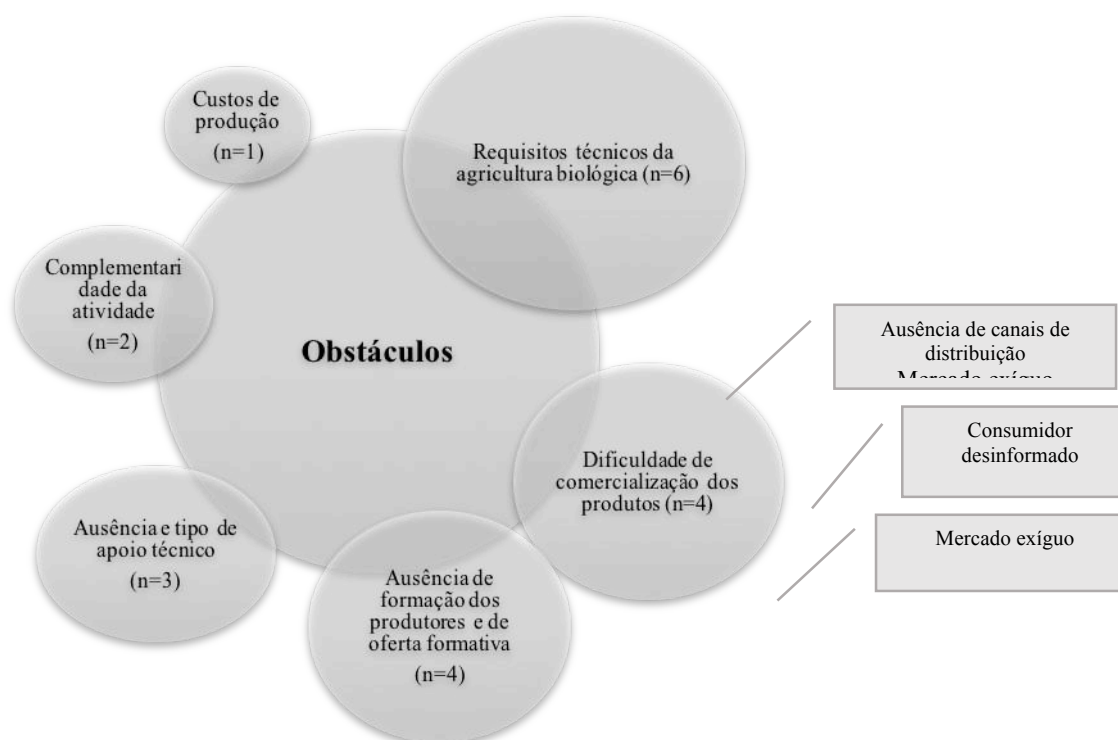 Custos de
produção
(n=1)
Requisitos técnicos da
agricultura biológica (n=6)
Complementari
dade da
atividade
(n=2)
Obstáculos
Ausência de canais de
distribuição
Mercado exíguo
Consumidor
desinformado
Dificuldade de
comercialização dos
produtos (n=4)
Mercado exíguo
Ausência e tipo de
apoio técnico
(n=3)
Ausência de
formação dos
produtores e de
oferta formativa
(n=4)